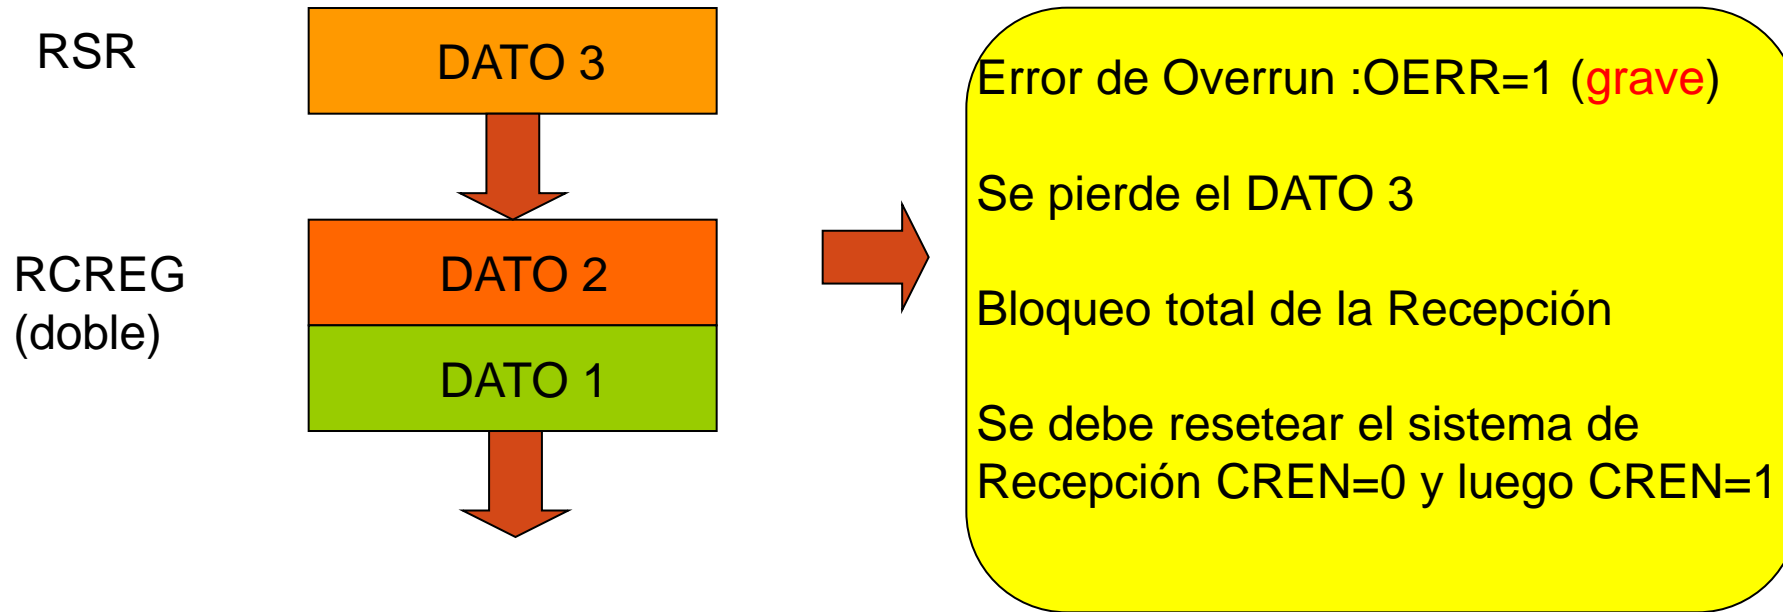 RSR
DATO 3
RCREG
(doble)
DATO 2
DATO 1
Error de Overrun :OERR=1 (grave)
Se pierde el DATO 3
Bloqueo total de la Recepción
Se debe resetear el sistema de
Recepción CREN=0 y luego CREN=1